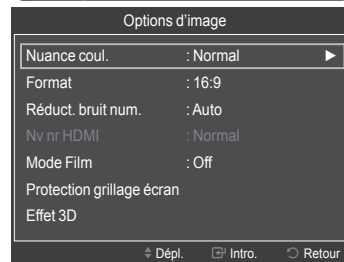 Options d'image
Nuance coul. : Normal
Format : 16:9
Réduct. bruit num. : Auto
Nv nr HDMI : Normal
Mode Film : Off
Protection grillage écran
Effet 3D
Dépl. Intro. Retour